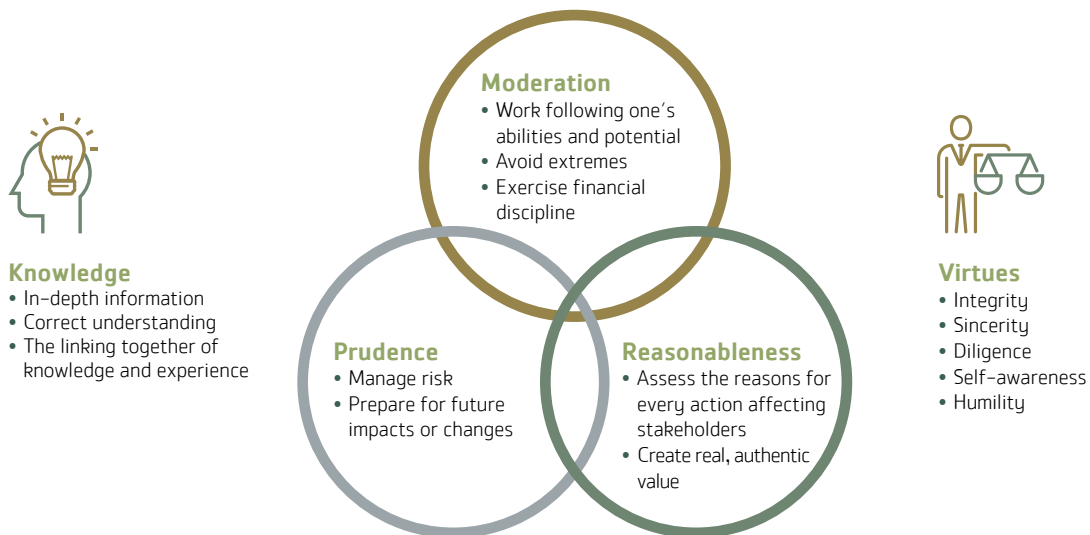 Moderation
• Work following one's
abilities and potential
• Avoid extremes
• Exercise financial
discipline
Knowledge
• In-depth information
• Correct understanding
• The linking together of
knowledge and experience
Prudence
• Manage risk
• Prepare for future
impacts or changes
Reasonableness
• Assess the reasons for
every action affecting
stakeholders
• Create real, authentic
value
Virtues
• Integrity
• Sincerity
• Diligence
• Self-awareness
• Humility